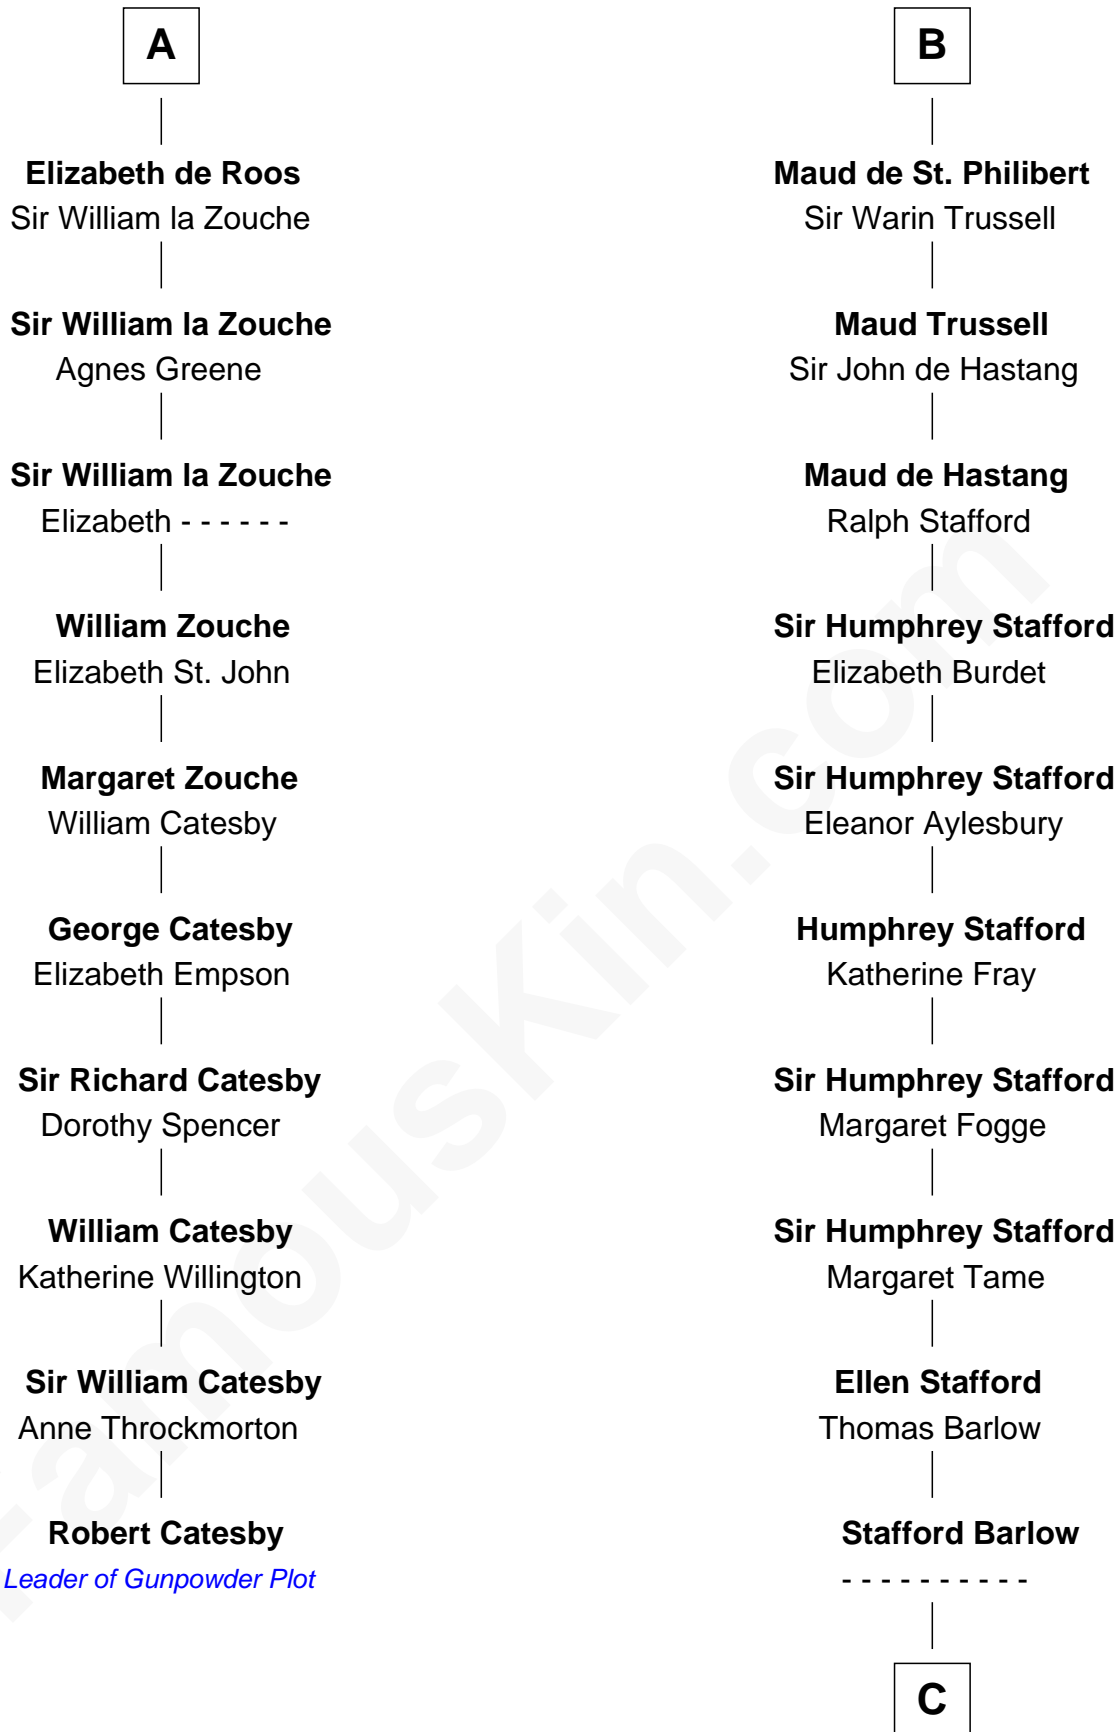 A
Elizabeth de Roos
Sir William la Zouche
Sir William la Zouche
Agnes Greene
Sir William la Zouche
Elizabeth - - - - - -
William Zouche
Elizabeth St. John
Margaret Zouche
William Catesby
George Catesby
Elizabeth Empson
Sir Richard Catesby
Dorothy Spencer
William Catesby
Katherine Willington
Sir William Catesby
Anne Throckmorton
Robert Catesby
Leader of Gunpowder Plot
B
Maud de St. Philibert
Sir Warin Trussell
Maud Trussell
Sir John de Hastang
Maud de Hastang
Ralph Stafford
Sir Humphrey Stafford
Elizabeth Burdet
Sir Humphrey Stafford
Eleanor Aylesbury
Humphrey Stafford
Katherine Fray
Sir Humphrey Stafford
Margaret Fogge
Sir Humphrey Stafford
Margaret Tame
Ellen Stafford
Thomas Barlow
Stafford Barlow
- - - - - - - - - -
C
FamousKin.com